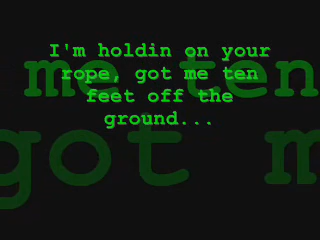 I'm holdin on your
rope, got me ten
feet off the
ground...
me ten
got m